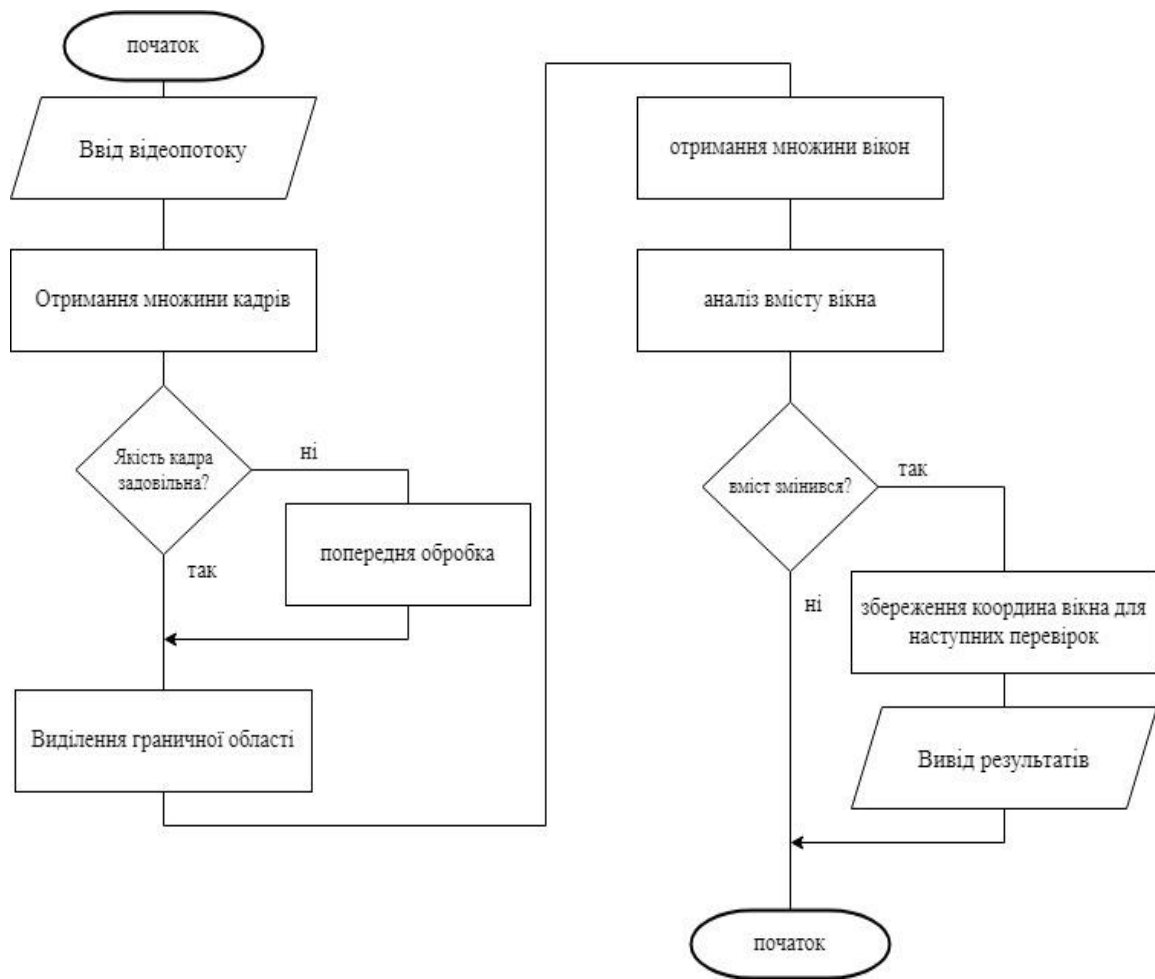 початок
Ввід відеопотоку
Отримання множини кадрів
Якість кадра
задовільна?
ні
попередня обробка
так
Виділення граничної області
отримання множини вікон
аналіз вмісту вікна
вміст змінився?
так
ні
збереження координа вікна для
наступних перевірок
Вивід результатів
початок